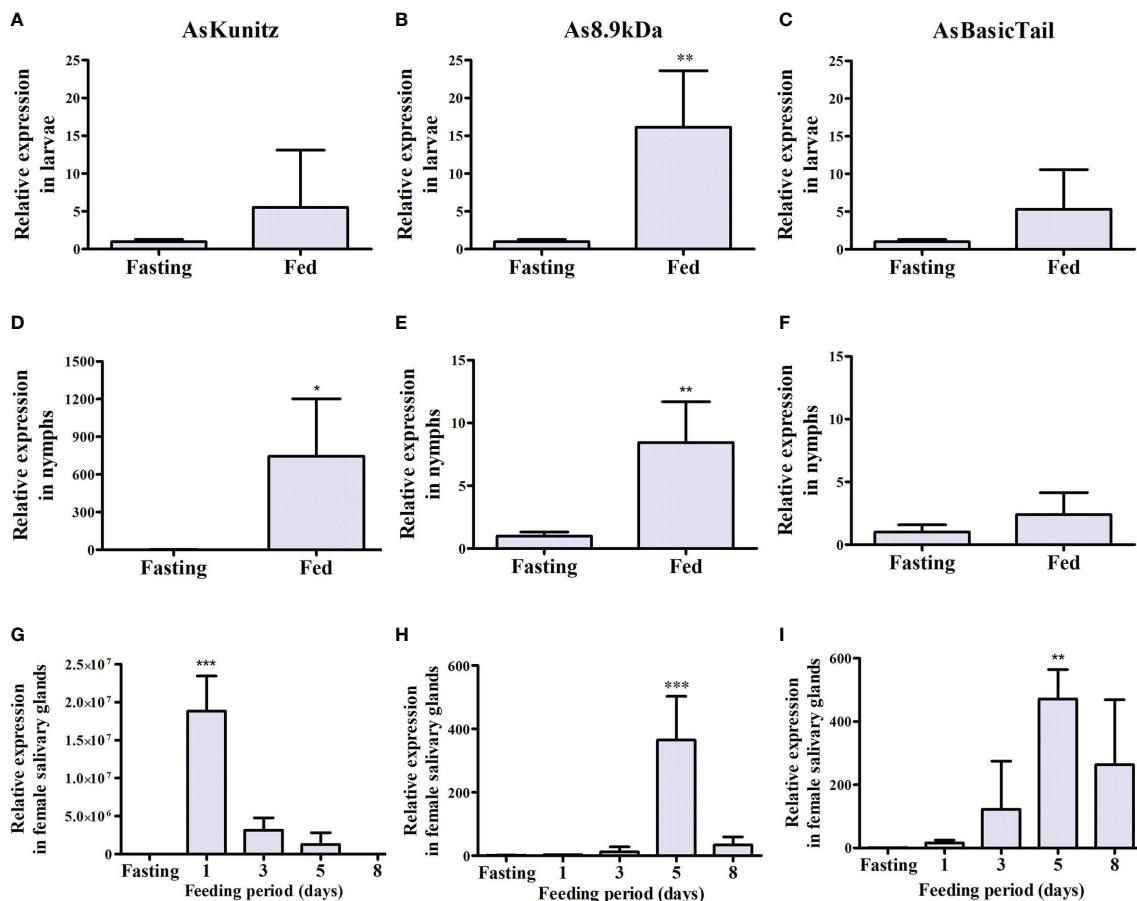 A
AsKunitz
Relative expression
in larvae
25
20
15
10
5
0
Fasting
Fed
B
As8.9kDa
Relative expression
in larvae
25
20
15
10
5
0
**
Fasting
Fed
C
AsBasicTail
Relative expression
in larvae
25
20
15
10
5
0
Fasting
Fed
D
Relative expression
in nymphs
1500
1200
900
600
300
0
*
Fasting
Fed
E
Relative expression
in nymphs
15
10
5
0
**
Fasting
Fed
F
Relative expression
in nymphs
15
10
5
0
Fasting
Fed
G
Relative expression
in female salivary glands
2.5×10⁷
2.0×10⁷
1.5×10⁷
1.0×10⁷
5.0×10⁶
0
***
Fasting 1 3 5 8
Feeding period (days)
H
Relative expression
in female salivary glands
600
400
200
0
***
Fasting 1 3 5 8
Feeding period (days)
I
Relative expression
in female salivary glands
600
400
200
0
**
Fasting 1 3 5 8
Feeding period (days)